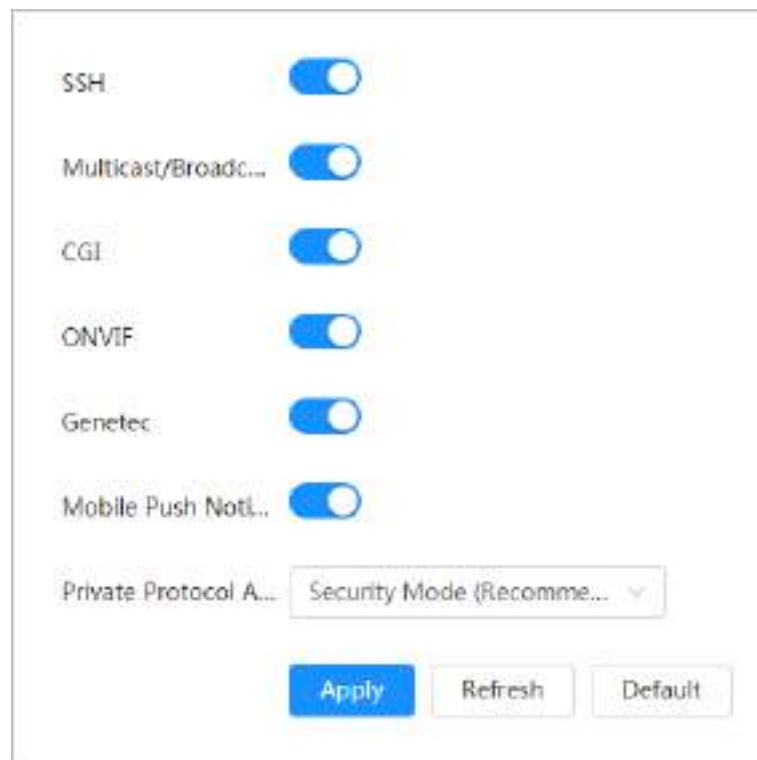 SSH
Multicast/Broadc...
CGI
ONVIF
Genetec
Mobile Push Noti...
Private Protocol A... Security Mode (Recomme...
Apply Refresh Default